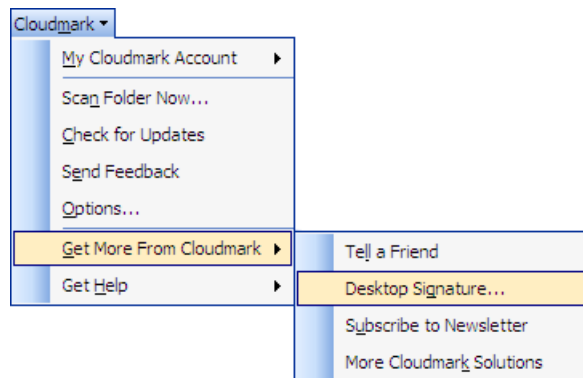 Cloudmark
My Cloudmark Account
Scan Folder Now...
Check for Updates
Send Feedback
Options...
Get More From Cloudmark
Get Help
Tell a Friend
Desktop Signature...
Subscribe to Newsletter
More Cloudmark Solutions